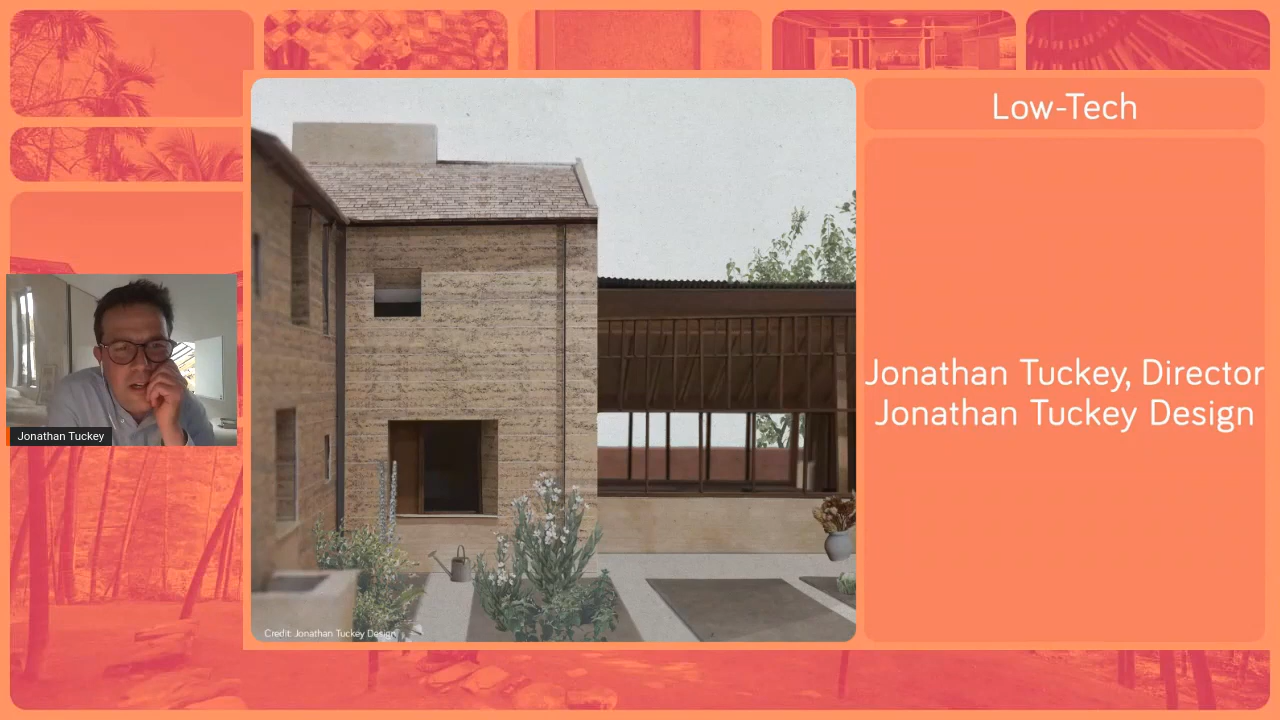 Low-Tech
Jonathan Tuckey, Director
Jonathan Tuckey Design
Jonathan Tuckey
Credit: Jonathan Tuckey Design